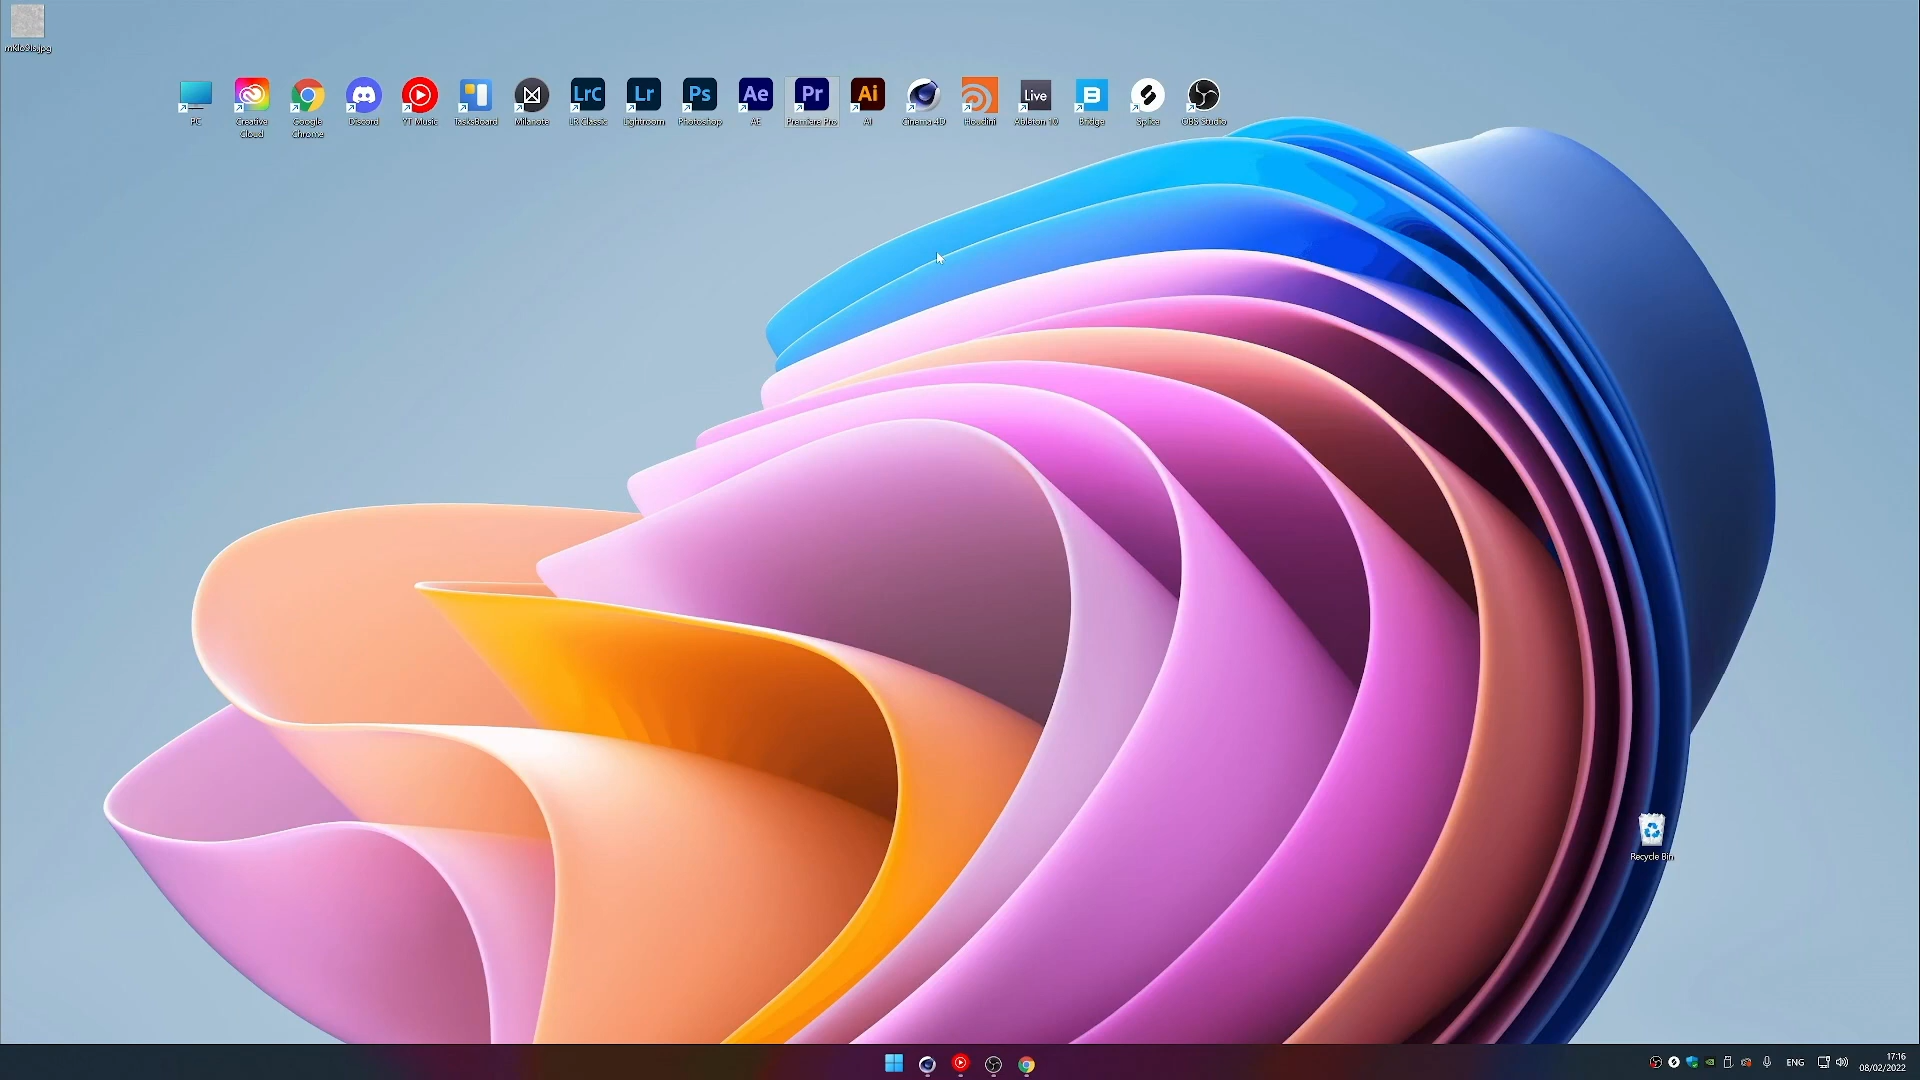 PC
Creative
Cloud
Google
Chrome
Discord
YT Music
TasksBoard
Milanote
LrC
LR Classic
Lr
Lightroom
Ps
Photoshop
Ae
AE
Pr
Premiere Pro
Ai
AI
Cinema 4D
Houdini
Live
Ableton 10
Bridge
Splice
OBS Studio
Recycle Bin
ENG
17:16
08/02/2022